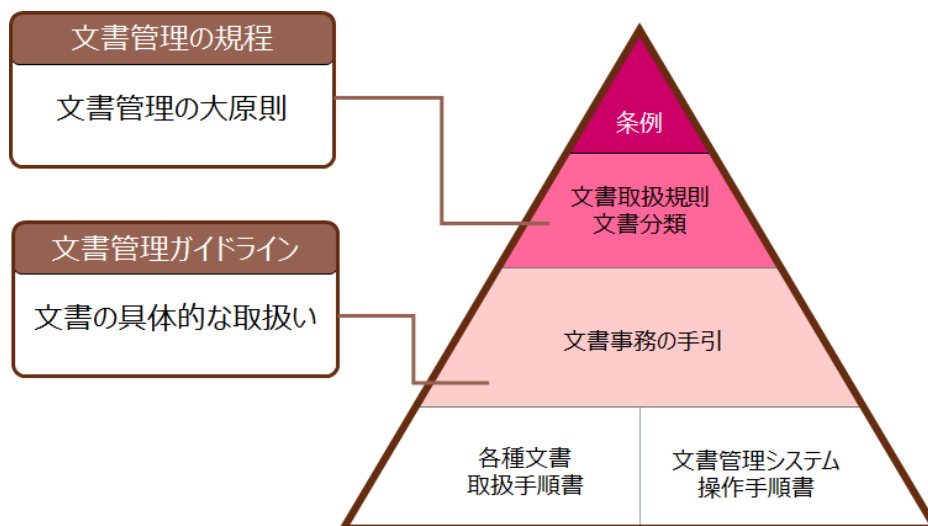 文書管理の規程
文書管理の大原則
文書管理ガイドライン
文書の具体的な取扱い
条例
文書取扱規則
文書分類
文書事務の手引
各種文書
取扱手順書
文書管理システム
操作手順書